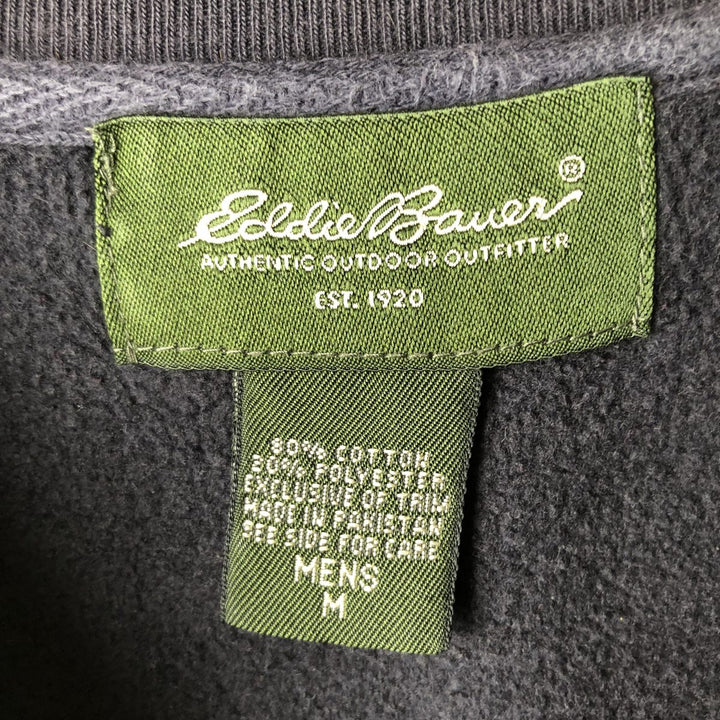 Eddie Bauer®
AUTHENTIC OUTDOOR OUTFITTER
EST. 1920
80% COTTON
20% POLYESTER
EXCLUSIVE OF TRIM
MADE IN PAKISTAN
SEE SIDE FOR CARE
MENS
M